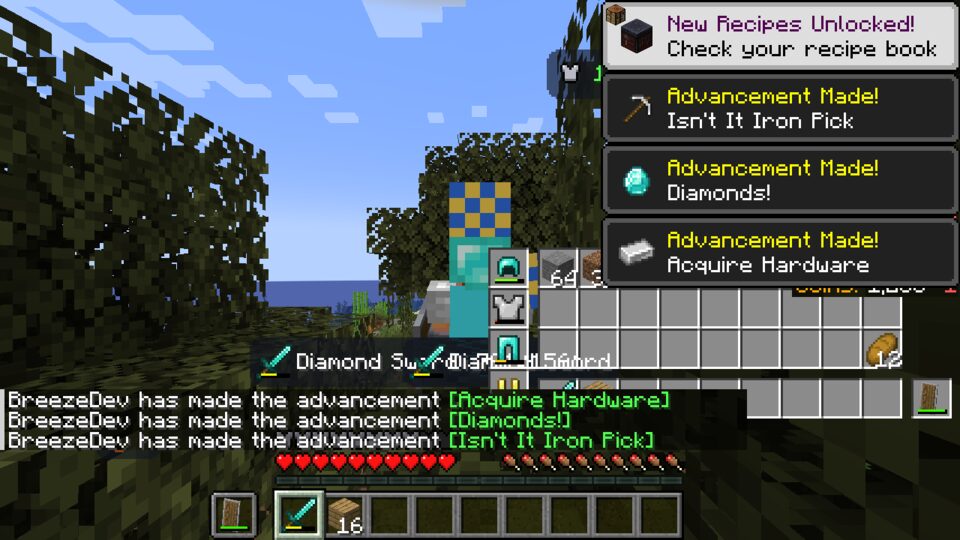 New Recipes Unlocked!
Check your recipe book
Advancement Made!
Isn't It Iron Pick
Advancement Made!
Diamonds!
Advancement Made!
Acquire Hardware
64
12
Diamond Sword
BreezeDev has made the advancement [Acquire Hardware]
BreezeDev has made the advancement [Diamonds!]
BreezeDev has made the advancement [Isn't It Iron Pick]
16